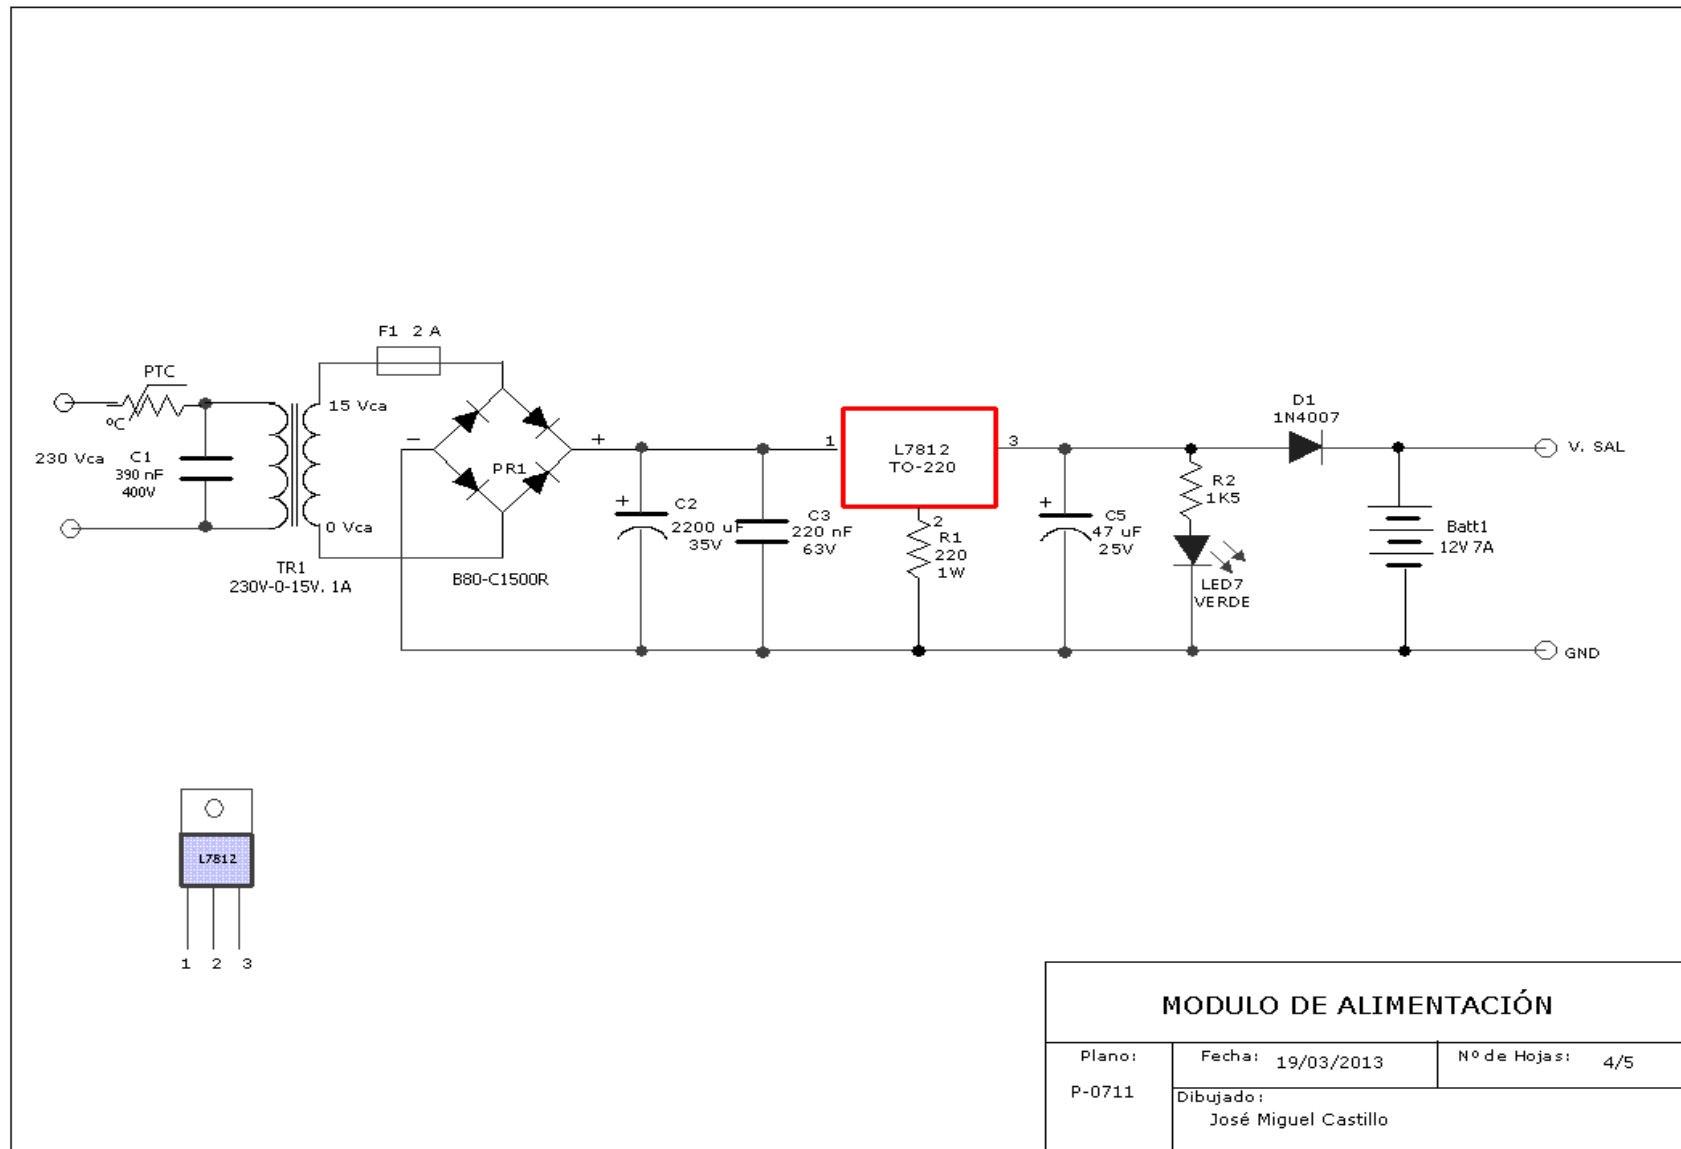 F1 2 A
PTC
ºC
230 Vca
C1
390 nF
400V
15 Vca
0 Vca
TR1
230V-0-15V. 1A
−
+
PR1
B80-C1500R
+
C2
2200 uF
35V
C3
220 nF
63V
1
L7812
TO-220
3
2
R1
220
1W
+
C5
47 uF
25V
R2
1K5
LED7
VERDE
D1
1N4007
Batt1
12V 7A
V. SAL
GND
L7812
1 2 3
MODULO DE ALIMENTACIÓN
Plano:
P-0711
Fecha: 19/03/2013
Nº de Hojas: 4/5
Dibujado:
José Miguel Castillo